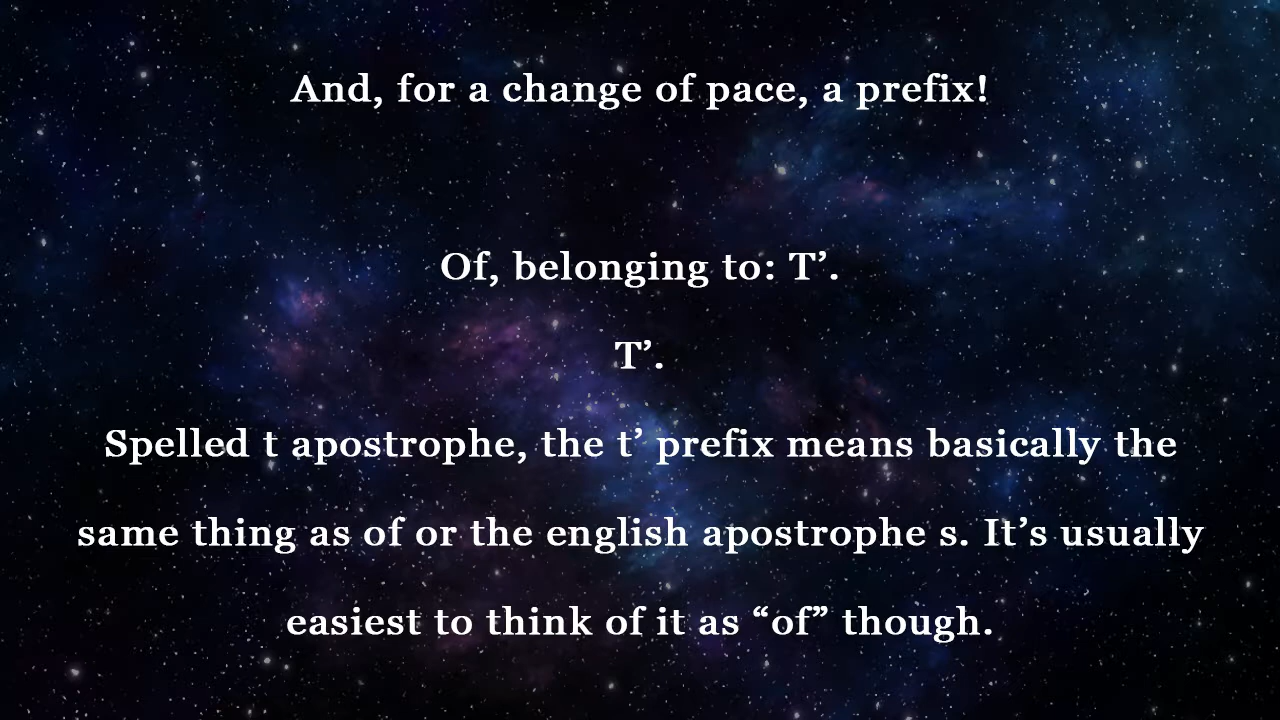 And, for a change of pace, a prefix!
Of, belonging to: T’.
T’.
Spelled t apostrophe, the t’ prefix means basically the
same thing as of or the english apostrophe s. It’s usually
easiest to think of it as “of” though.